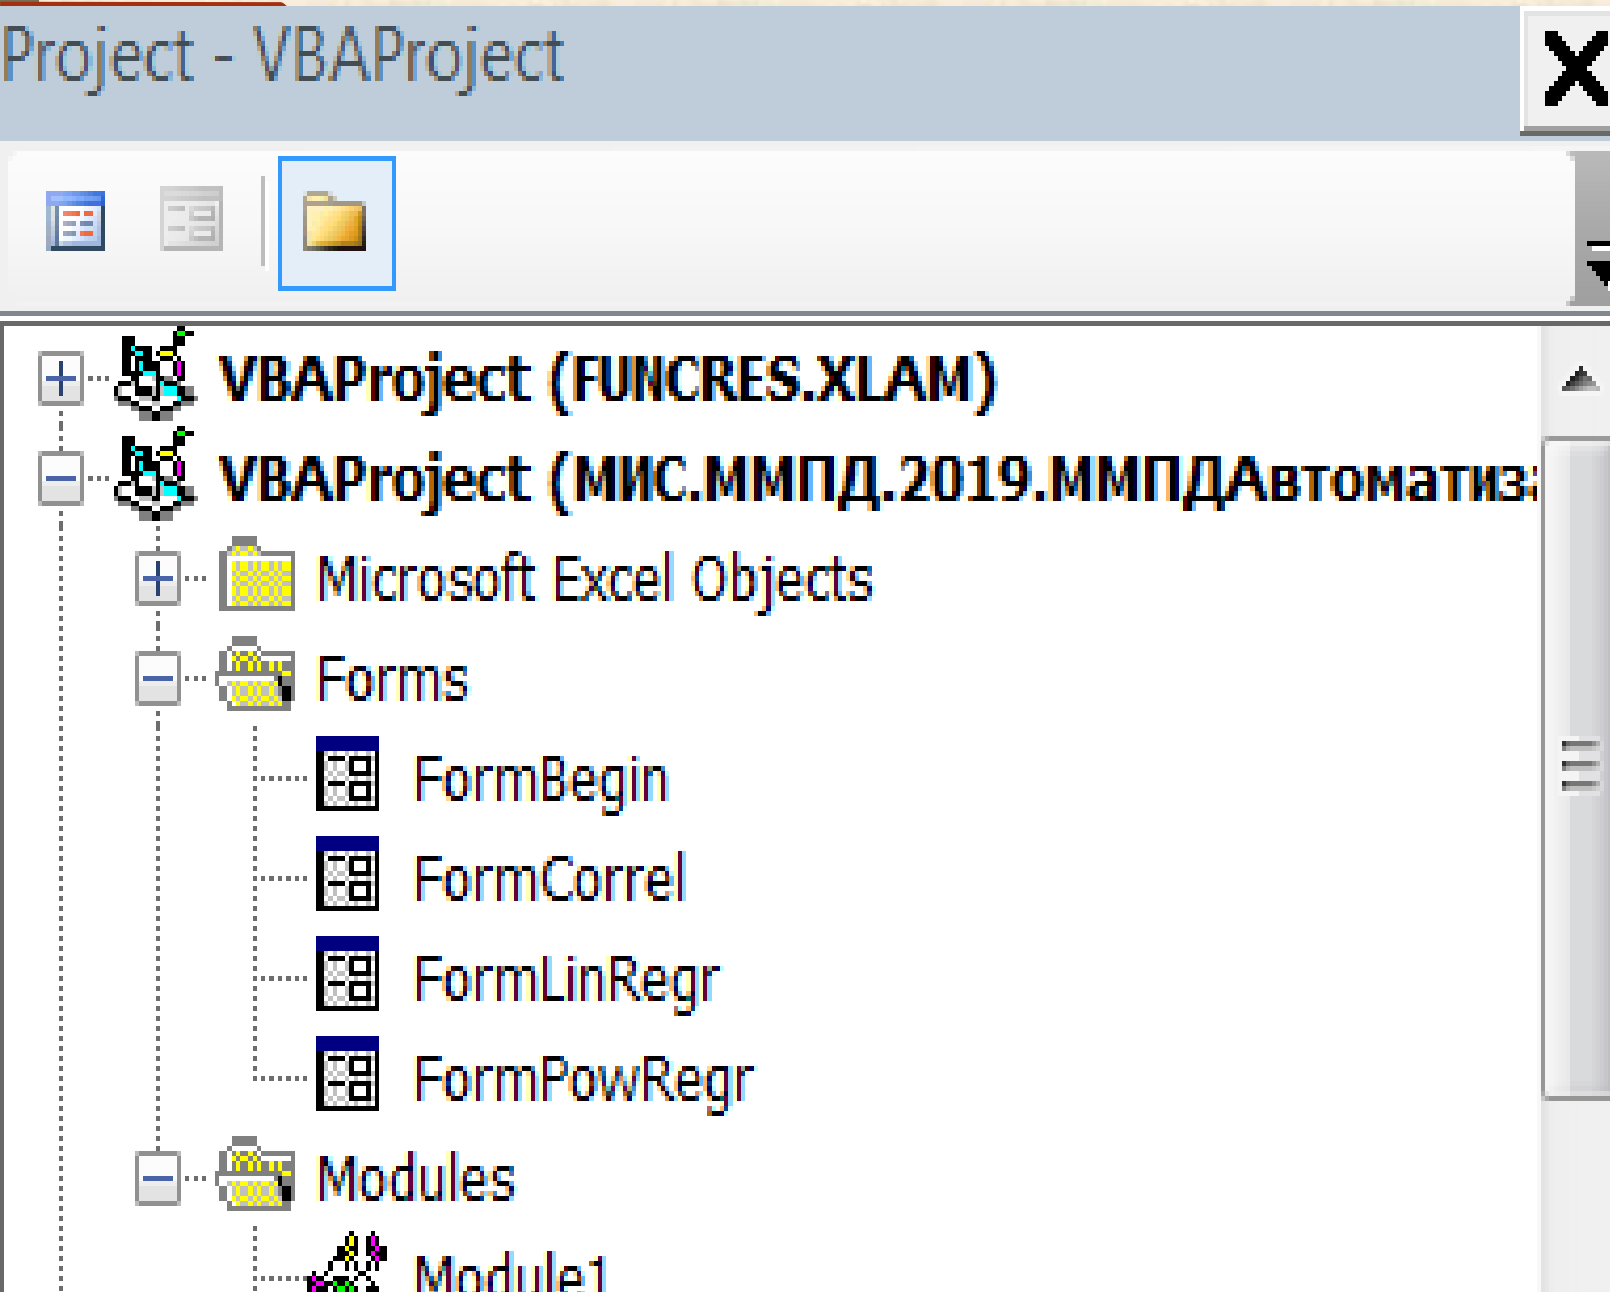 Project - VBAProject
VBAProject (FUNCRES.XLAM)
VBAProject (МИС.ММПД.2019.ММПДАвтоматиз
Microsoft Excel Objects
Forms
FormBegin
FormCorrel
FormLinRegr
FormPowRegr
Modules
Module1